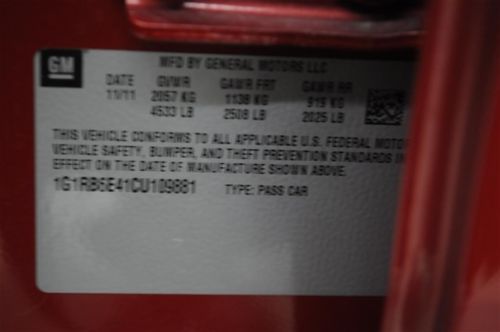 GM
MFD BY GENERAL MOTORS LLC
DATE GVWR GAWR FRT GAWR RR
11/11 2057 KG 1138 KG 919 KG
4533 LB 2508 LB 2025 LB
THIS VEHICLE CONFORMS TO ALL APPLICABLE U.S. FEDERAL MOTO
VEHICLE SAFETY, BUMPER, AND THEFT PREVENTION STANDARDS IN
EFFECT ON THE DATE OF MANUFACTURE SHOWN ABOVE.
1G1RB6E41CU109881 TYPE: PASS CAR